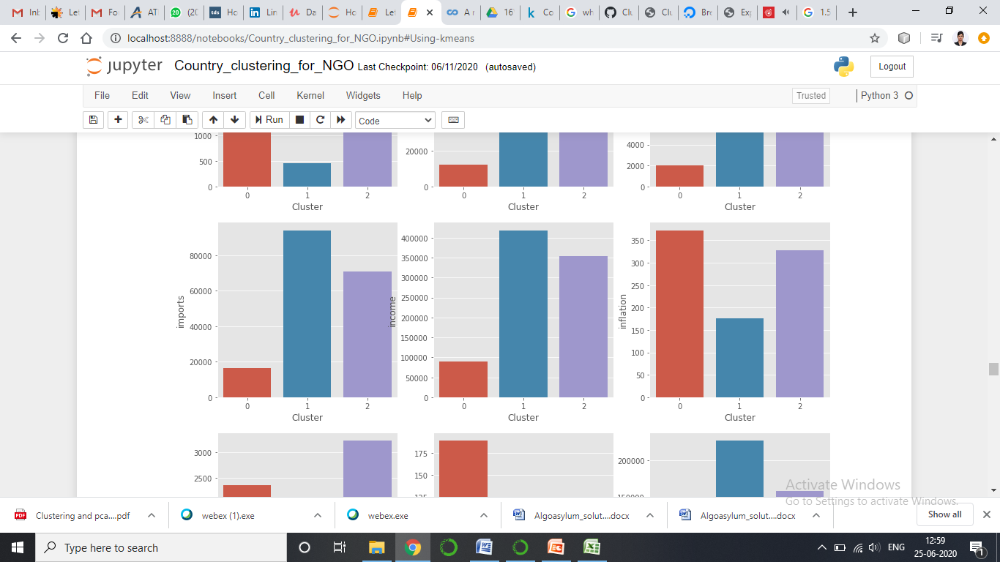 Inb
Let
For
AT
20
(20
tds
Ho
Lin
Da
Ho
Let
A r
16
Co
wh
Clu
Clu
Bre
Exp
1.5
localhost:8888/notebooks/Country_clustering_for_NGO.ipynb#Using-kmeans
jupyter Country_clustering_for_NGO Last Checkpoint: 06/11/2020 (autosaved)
Logout
File Edit View Insert Cell Kernel Widgets Help
Trusted
Python 3
Run
Code
1000
500
0
0 1 2
Cluster
20000
0
0 1 2
Cluster
4000
2000
0
0 1 2
Cluster
imports
80000
60000
40000
20000
0
0 1 2
Cluster
income
400000
350000
300000
250000
200000
150000
100000
50000
0
0 1 2
Cluster
inflation
350
300
250
200
150
100
50
0
0 1 2
Cluster
3000
2500
175
150
125
200000
150000
Activate Windows
Go to Settings to activate Windows.
PDF
Clustering and pca....pdf
webex (1).exe
webex.exe
Algoasylum_solut....docx
Algoasylum_solut....docx
Show all
Type here to search
ENG
12:59
25-06-2020
1